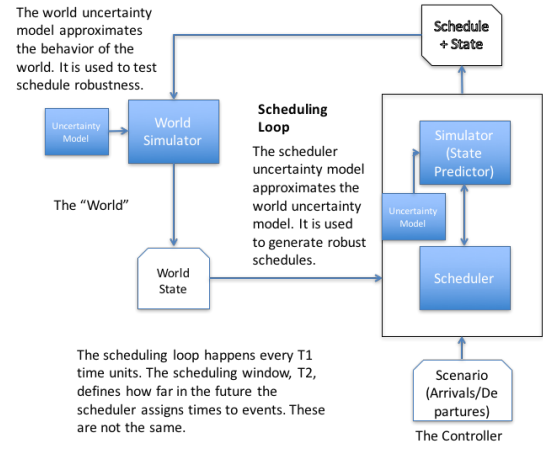 The world uncertainty
model approximates
the behavior of the
world. It is used to test
schedule robustness.
Schedule
+ State
Uncertainty
Model
World
Simulator
Scheduling
Loop
The scheduler
uncertainty model
approximates the
world uncertainty
model. It is used
to generate robust
schedules.
Simulator
(State
Predictor)
Uncertainty
Model
The “World”
World
State
Scheduler
The scheduling loop happens every T1
time units. The scheduling window, T2,
defines how far in the future the
scheduler assigns times to events. These
are not the same.
Scenario
(Arrivals/De
partures)
The Controller